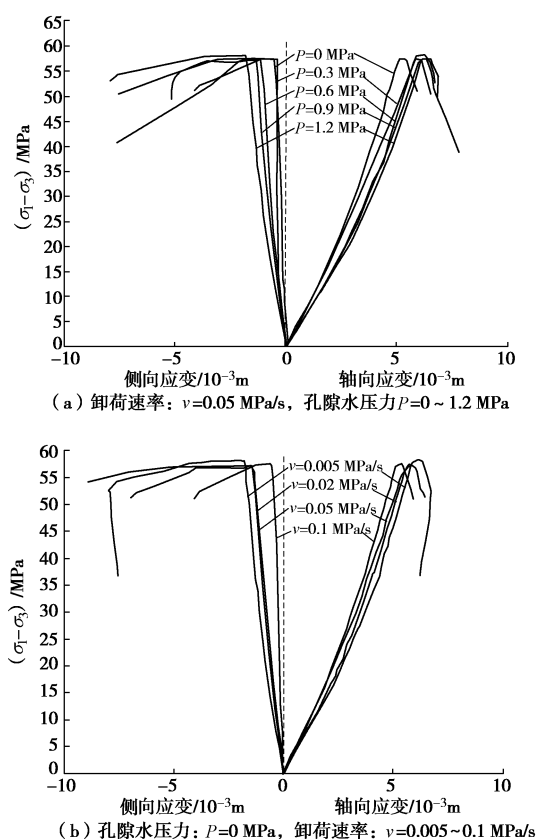 (σ₁-σ₃)/MPa
65
60
55
50
45
40
35
30
25
20
15
10
5
0
P=0 MPa
P=0.3 MPa
P=0.6 MPa
P=0.9 MPa
P=1.2 MPa
-10 -5 0 5 10
侧向应变/10⁻³m 轴向应变/10⁻³m
(a) 卸荷速率: v=0.05 MPa/s, 孔隙水压力P=0~1.2 MPa
(σ₁-σ₃)/MPa
60
55
50
45
40
35
30
25
20
15
10
5
0
v=0.005 MPa/s
v=0.02 MPa/s
v=0.05 MPa/s
v=0.1 MPa/s
-10 -5 0 5 10
侧向应变/10⁻³m 轴向应变/10⁻³m
(b) 孔隙水压力: P=0 MPa, 卸荷速率: v=0.005~0.1 MPa/s